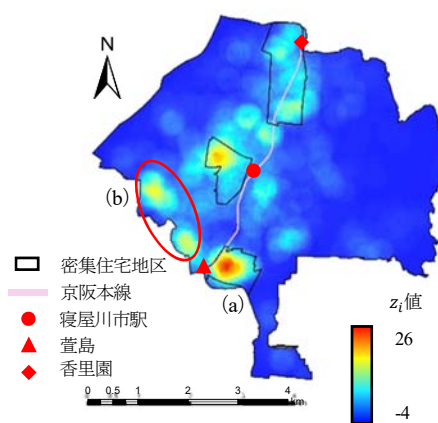 N
(b)
(a)
密集住宅地区
京阪本線
寝屋川市駅
萱島
香里園
z_i値
26
-4
0 0.5 1 2 3 4
km